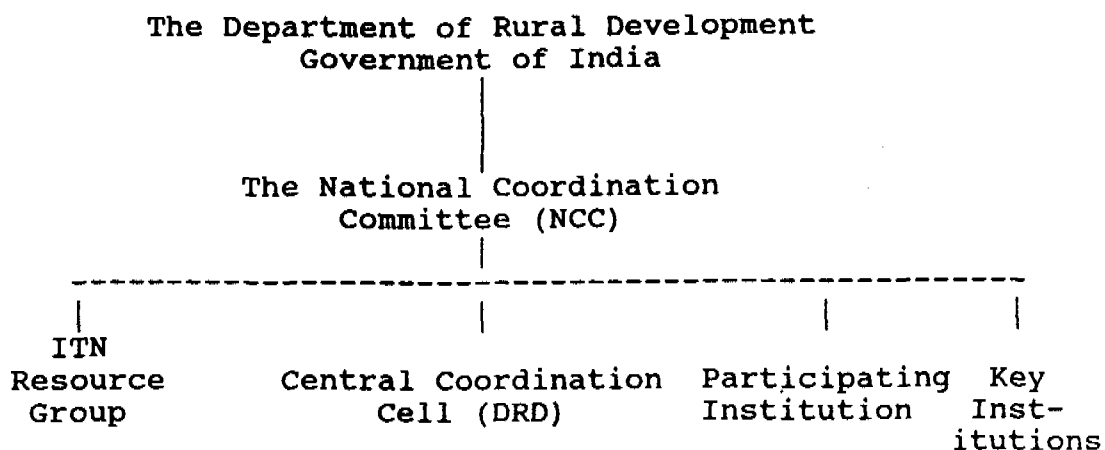 The Department of Rural Development
Government of India
The National Coordination
Committee (NCC)
ITN
Resource
Group
Central Coordination
Cell (DRD)
Participating
Institution
Key
Inst-
itutions